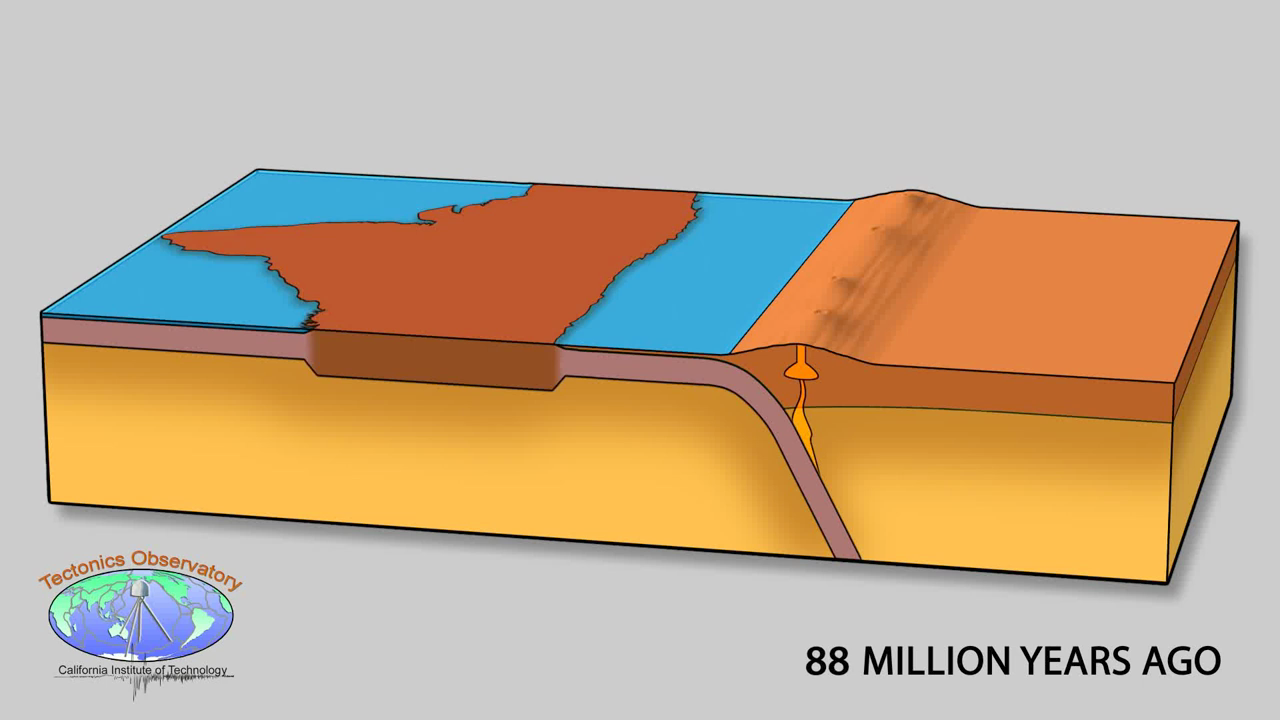 Tectonics Observatory
California Institute of Technology
88 MILLION YEARS AGO